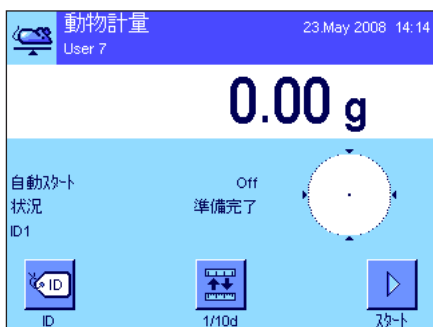 動物計量
23.May 2008 14:14
User 7
0.00 g
自動スタート Off
状況 準備完了
ID1
ID
ID 1/10d スタート